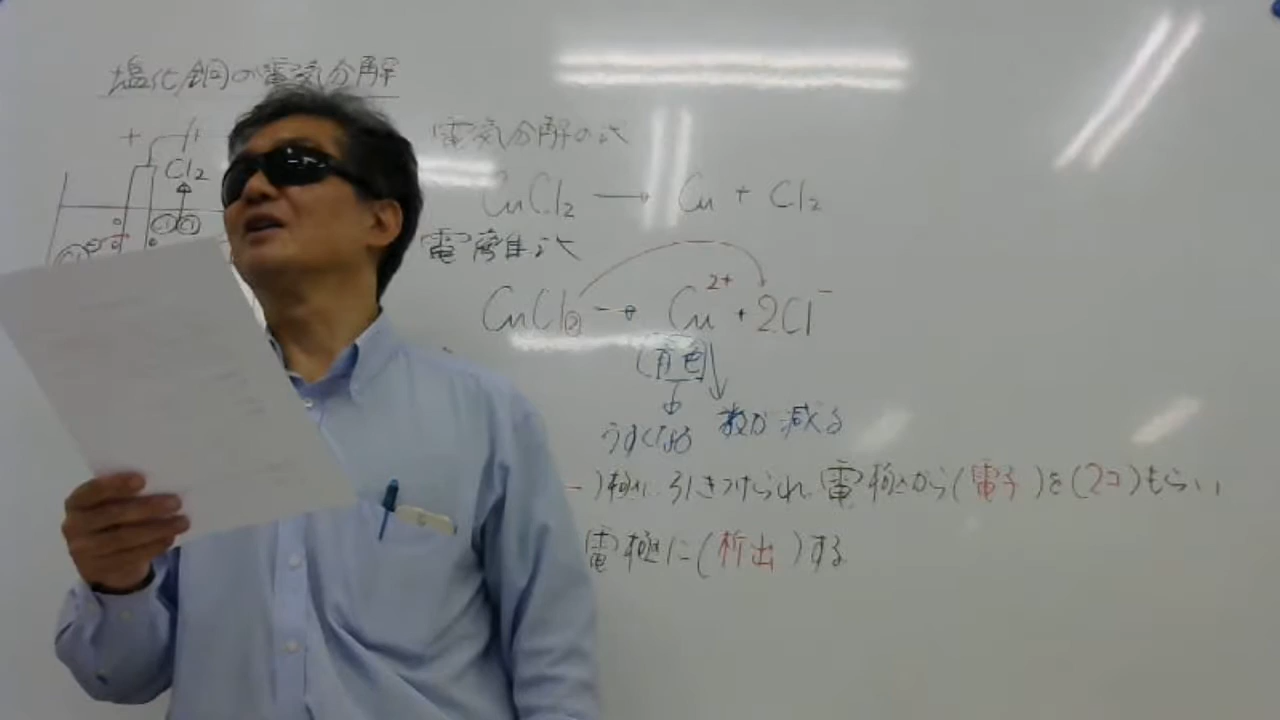 塩化銅の電気分解
+
Cl₂
電気分解の式
CuCl₂ → Cu + Cl₂
電離式
CuCl₂ → Cu²⁺ + 2Cl⁻
(青色)
うすくなる 数が減る
－)極に引きつけられ 電極から(電子)を(2コ)もらい
電極に(析出)する